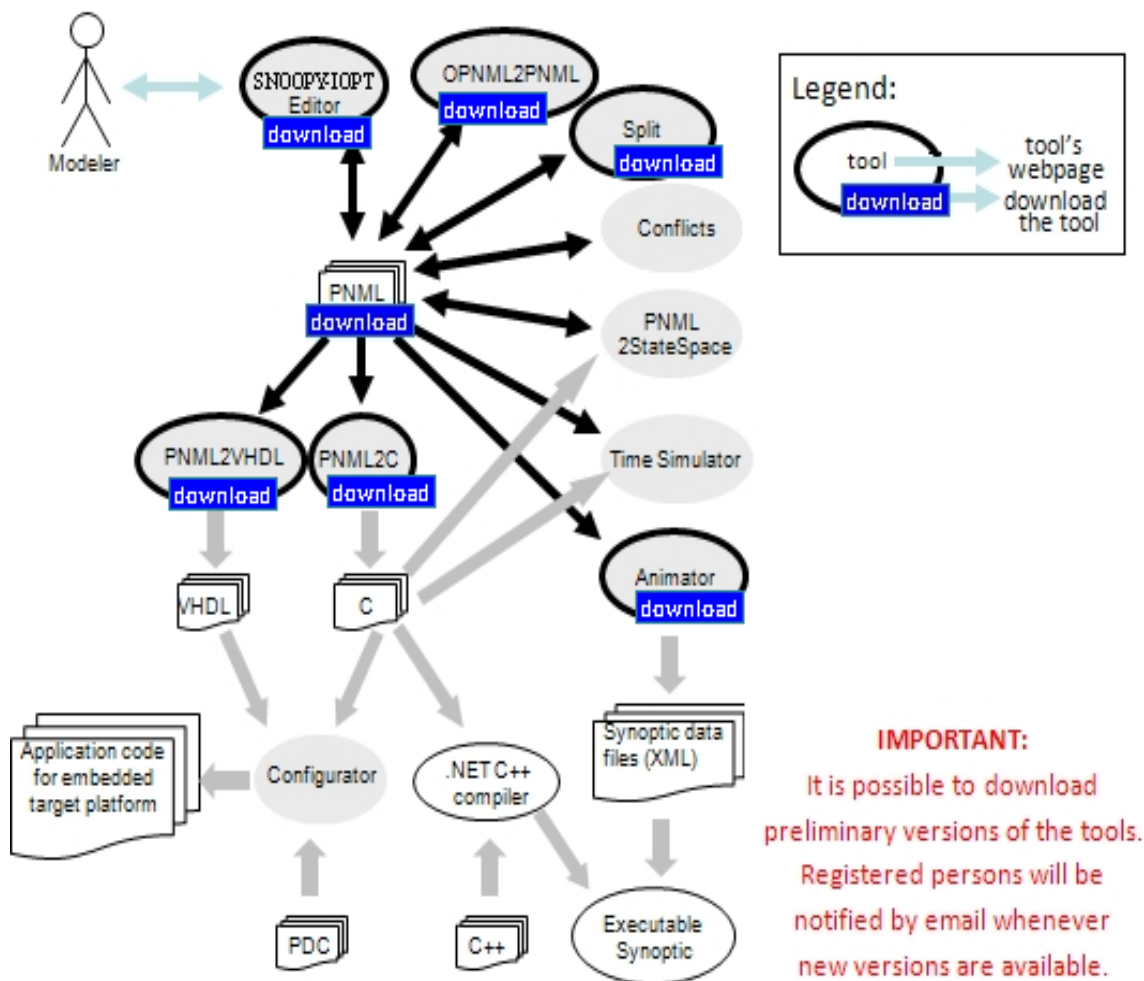 SNOOPY-IOPT
Editor
download
OPNML2PNML
download
Split
download
Modeler
Legend:
tool
tool's
webpage
download
download
the tool
Conflicts
PNML
download
PNML
2StateSpace
PNML2VHDL
download
PNML2C
download
Time Simulator
Animator
download
VHDL
C
Application code
for embedded
target platform
Configurator
.NET C++
compiler
Synoptic data
files (XML)
PDC
C++
Executable
Synoptic
IMPORTANT:
It is possible to download
preliminary versions of the tools.
Registered persons will be
notified by email whenever
new versions are available.